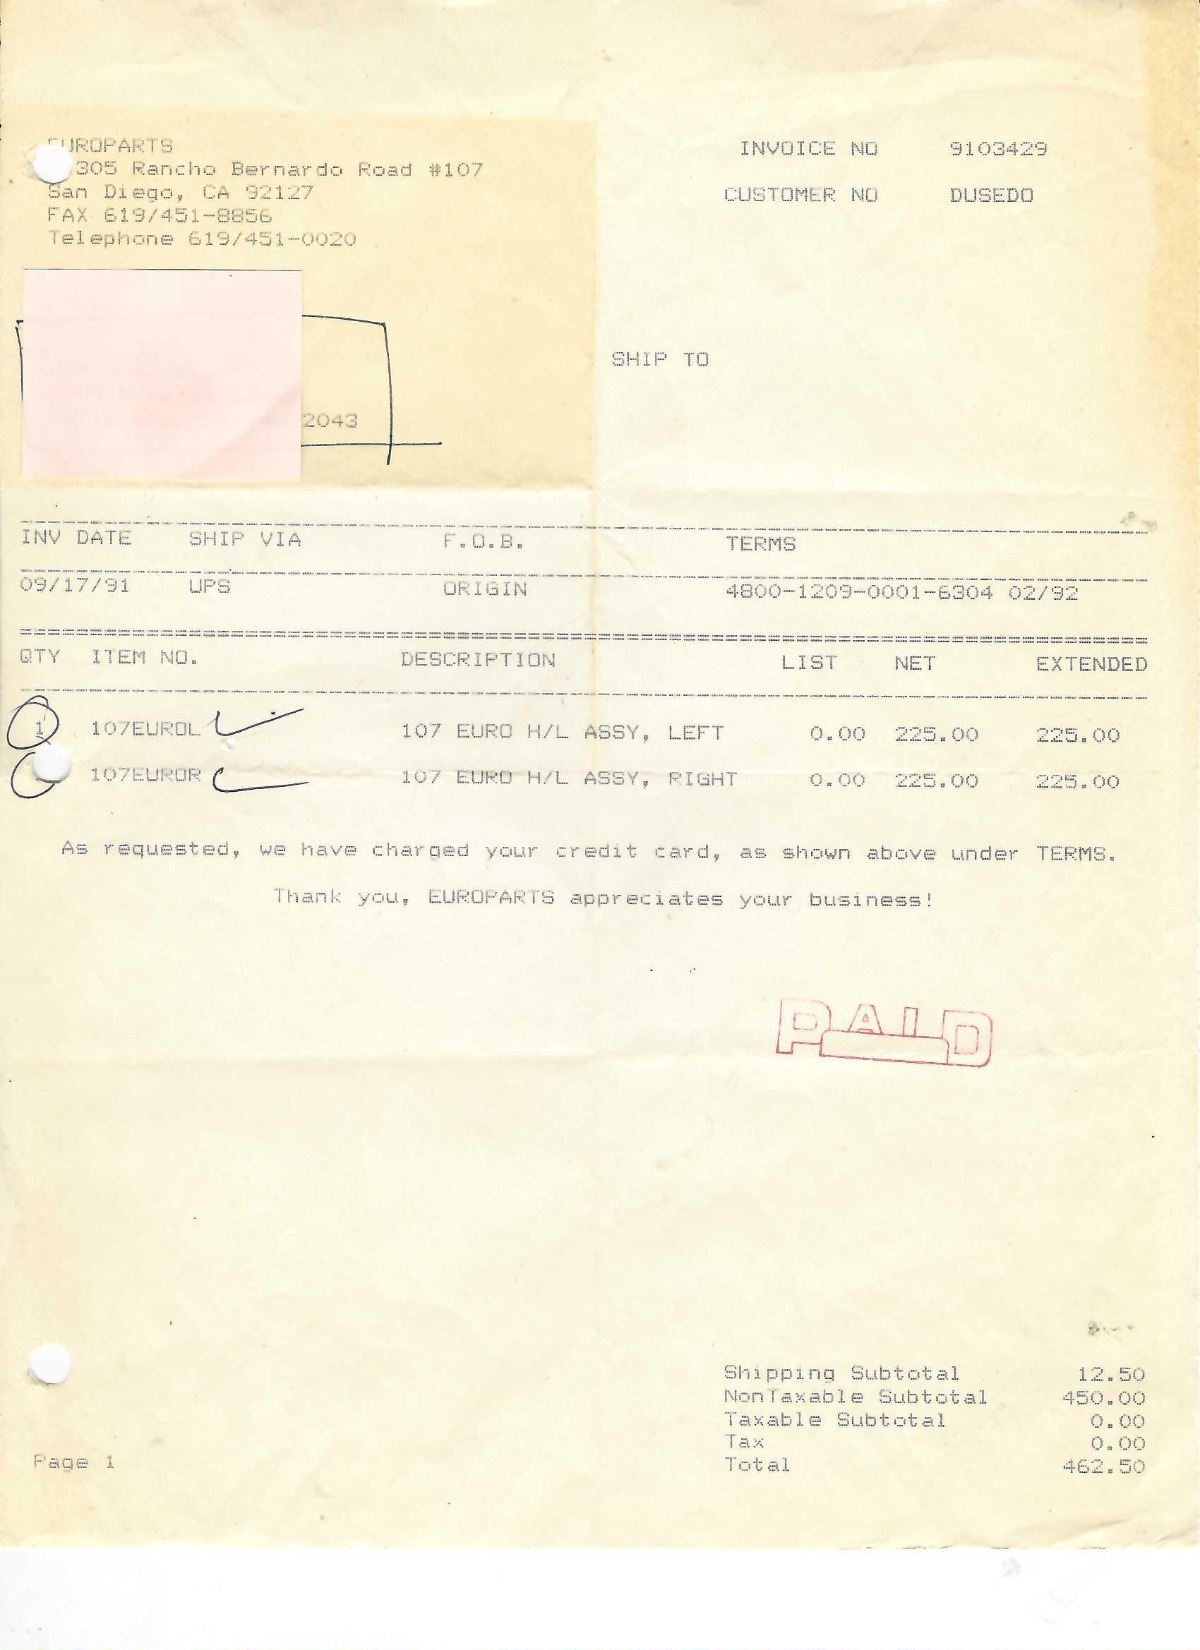 EUROPARTS
305 Rancho Bernardo Road #107
San Diego, CA 92127
FAX 619/451-8856
Telephone 619/451-0020
INVOICE NO 9103429
CUSTOMER NO DUSEDO
SHIP TO
2043
INV DATE SHIP VIA F.O.B. TERMS
09/17/91 UPS ORIGIN 4800-1209-0001-6304 02/92
QTY ITEM NO. DESCRIPTION LIST NET EXTENDED
1 107EUROL 107 EURO H/L ASSY, LEFT 0.00 225.00 225.00
107EUROR 107 EURO H/L ASSY, RIGHT 0.00 225.00 225.00
As requested, we have charged your credit card, as shown above under TERMS.
Thank you, EUROPARTS appreciates your business!
PAID
Shipping Subtotal 12.50
NonTaxable Subtotal 450.00
Taxable Subtotal 0.00
Tax 0.00
Total 462.50
Page 1